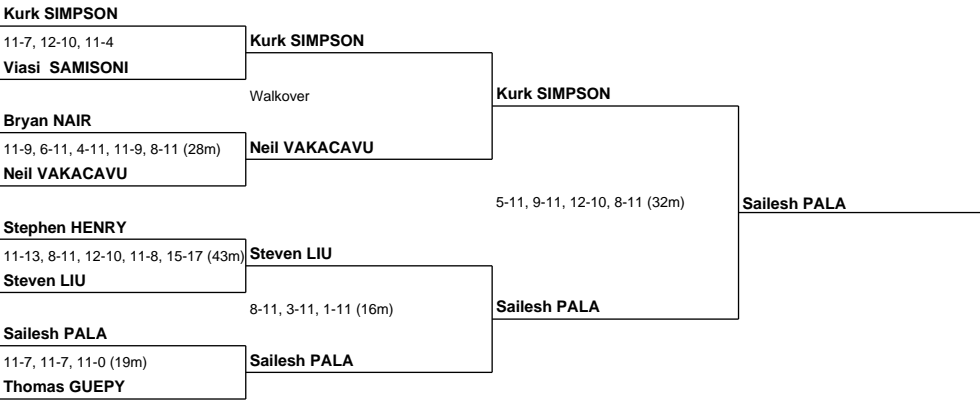 Kurk SIMPSON
11-7, 12-10, 11-4
Viasi  SAMISONI
Bryan NAIR
11-9, 6-11, 4-11, 11-9, 8-11 (28m)
Neil VAKACAVU
Stephen HENRY
11-13, 8-11, 12-10, 11-8, 15-17 (43m)
Steven LIU
Sailesh PALA
11-7, 11-7, 11-0 (19m)
Thomas GUEPY
Kurk SIMPSON
Walkover
Neil VAKACAVU
Steven LIU
8-11, 3-11, 1-11 (16m)
Sailesh PALA
Kurk SIMPSON
5-11, 9-11, 12-10, 8-11 (32m)
Sailesh PALA
Sailesh PALA